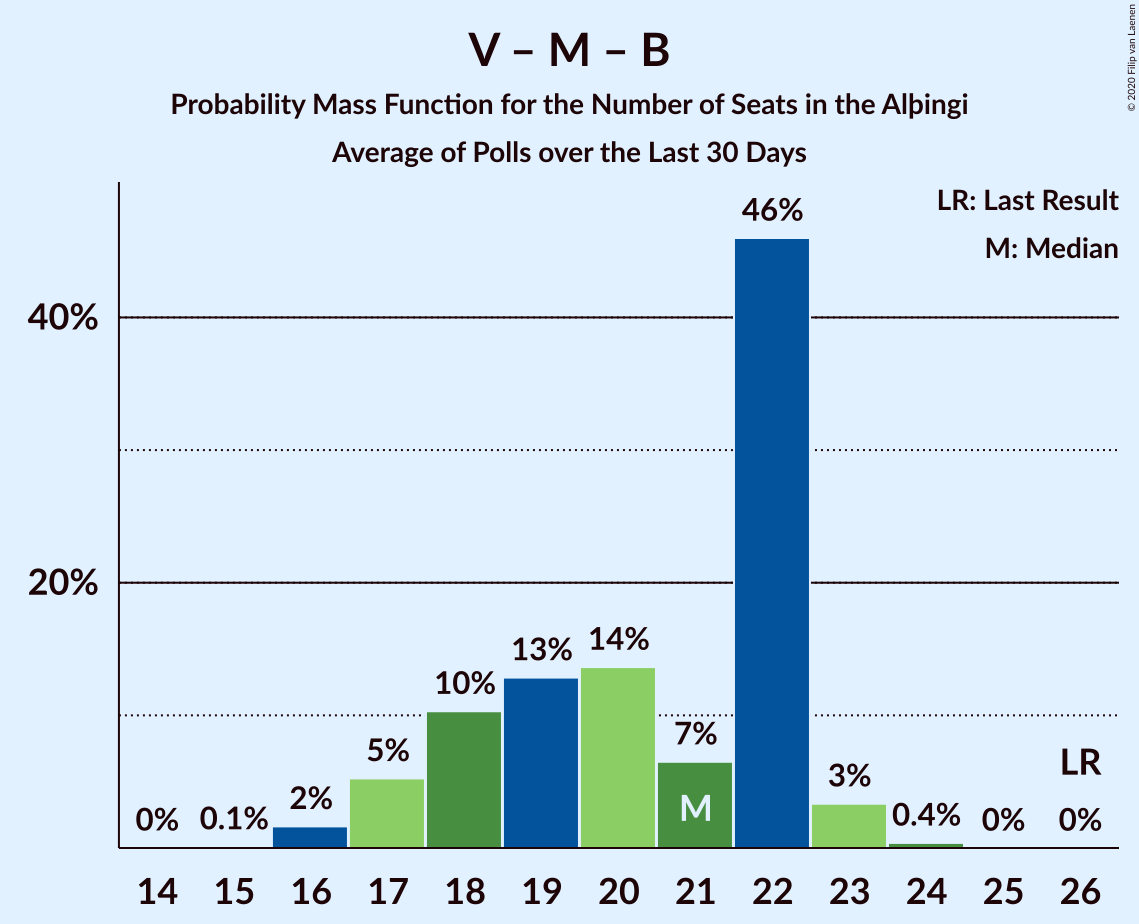 V – M – B
Probability Mass Function for the Number of Seats in the Alþingi
Average of Polls over the Last 30 Days
© 2020 Filip van Laenen
LR: Last Result
M: Median
40%
20%
0%
0.1%
2%
5%
10%
13%
14%
7%
46%
3%
0.4%
0%
0%
LR
M
14 15 16 17 18 19 20 21 22 23 24 25 26